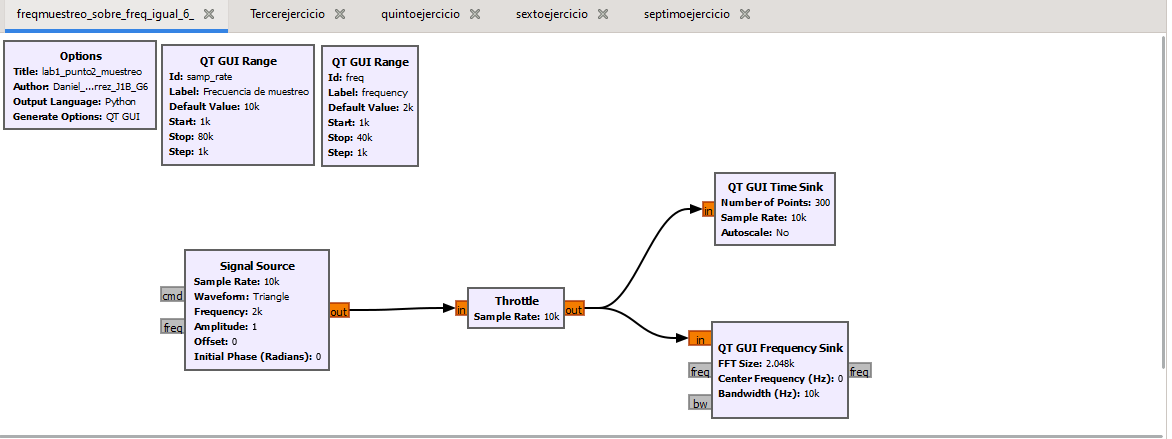 freqmuestreo_sobre_freq_igual_6_
Tercerejercicio
quintoejercicio
sextoejercicio
septimoejercicio
Options
Title: lab1_punto2_muestreo
Author: Daniel_...rrez_J1B_G6
Output Language: Python
Generate Options: QT GUI
QT GUI Range
Id: samp_rate
Label: Frecuencia de muestreo
Default Value: 10k
Start: 1k
Stop: 80k
Step: 1k
QT GUI Range
Id: freq
Label: frequency
Default Value: 2k
Start: 1k
Stop: 40k
Step: 1k
QT GUI Time Sink
Number of Points: 300
Sample Rate: 10k
Autoscale: No
in
Signal Source
Sample Rate: 10k
Waveform: Triangle
Frequency: 2k
Amplitude: 1
Offset: 0
Initial Phase (Radians): 0
cmd
freq
out
in
Throttle
Sample Rate: 10k
out
in
freq
bw
QT GUI Frequency Sink
FFT Size: 2.048k
Center Frequency (Hz): 0
Bandwidth (Hz): 10k
freq